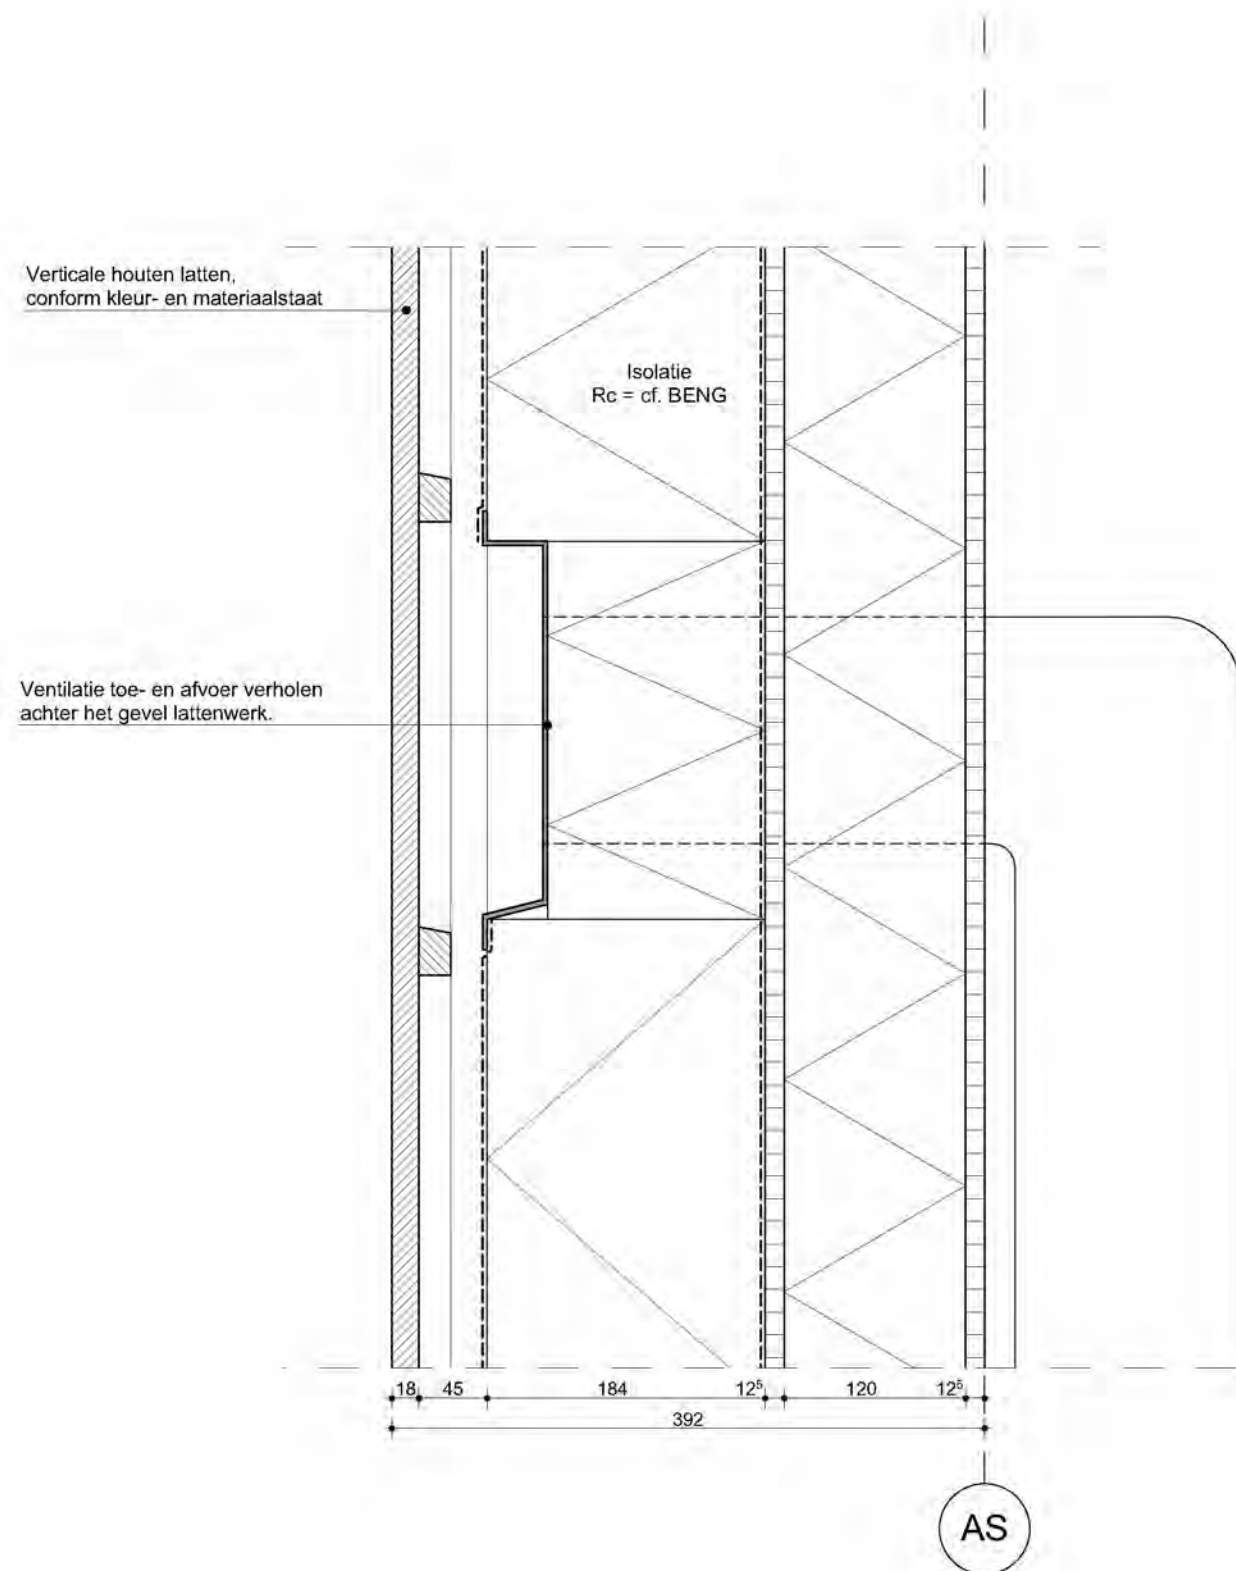 Verticale houten latten,
conform kleur- en materiaalstaat
Isolatie
Rc = cf. BENG
Ventilatie toe- en afvoer verholen
achter het gevel lattenwerk.
18 45 184 12⁵ 120 12⁵
392
AS